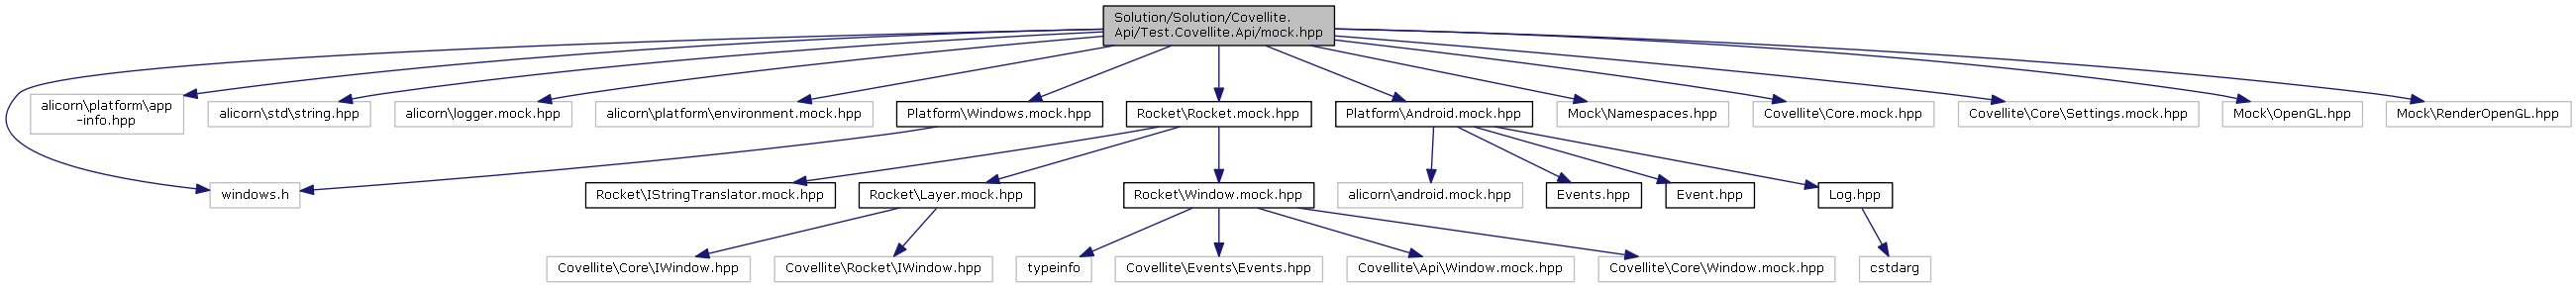 Solution/Solution/Covellite.
Api/Test.Covellite.Api/mock.hpp
alicorn\platform\app
-info.hpp
alicorn\std\string.hpp
alicorn\logger.mock.hpp
alicorn\platform\environment.mock.hpp
Platform\Windows.mock.hpp
Rocket\Rocket.mock.hpp
Platform\Android.mock.hpp
Mock\Namespaces.hpp
Covellite\Core.mock.hpp
Covellite\Core\Settings.mock.hpp
Mock\OpenGL.hpp
Mock\RenderOpenGL.hpp
windows.h
Rocket\IStringTranslator.mock.hpp
Rocket\Layer.mock.hpp
Rocket\Window.mock.hpp
alicorn\android.mock.hpp
Events.hpp
Event.hpp
Log.hpp
Covellite\Core\IWindow.hpp
Covellite\Rocket\IWindow.hpp
typeinfo
Covellite\Events\Events.hpp
Covellite\Api\Window.mock.hpp
Covellite\Core\Window.mock.hpp
cstdarg